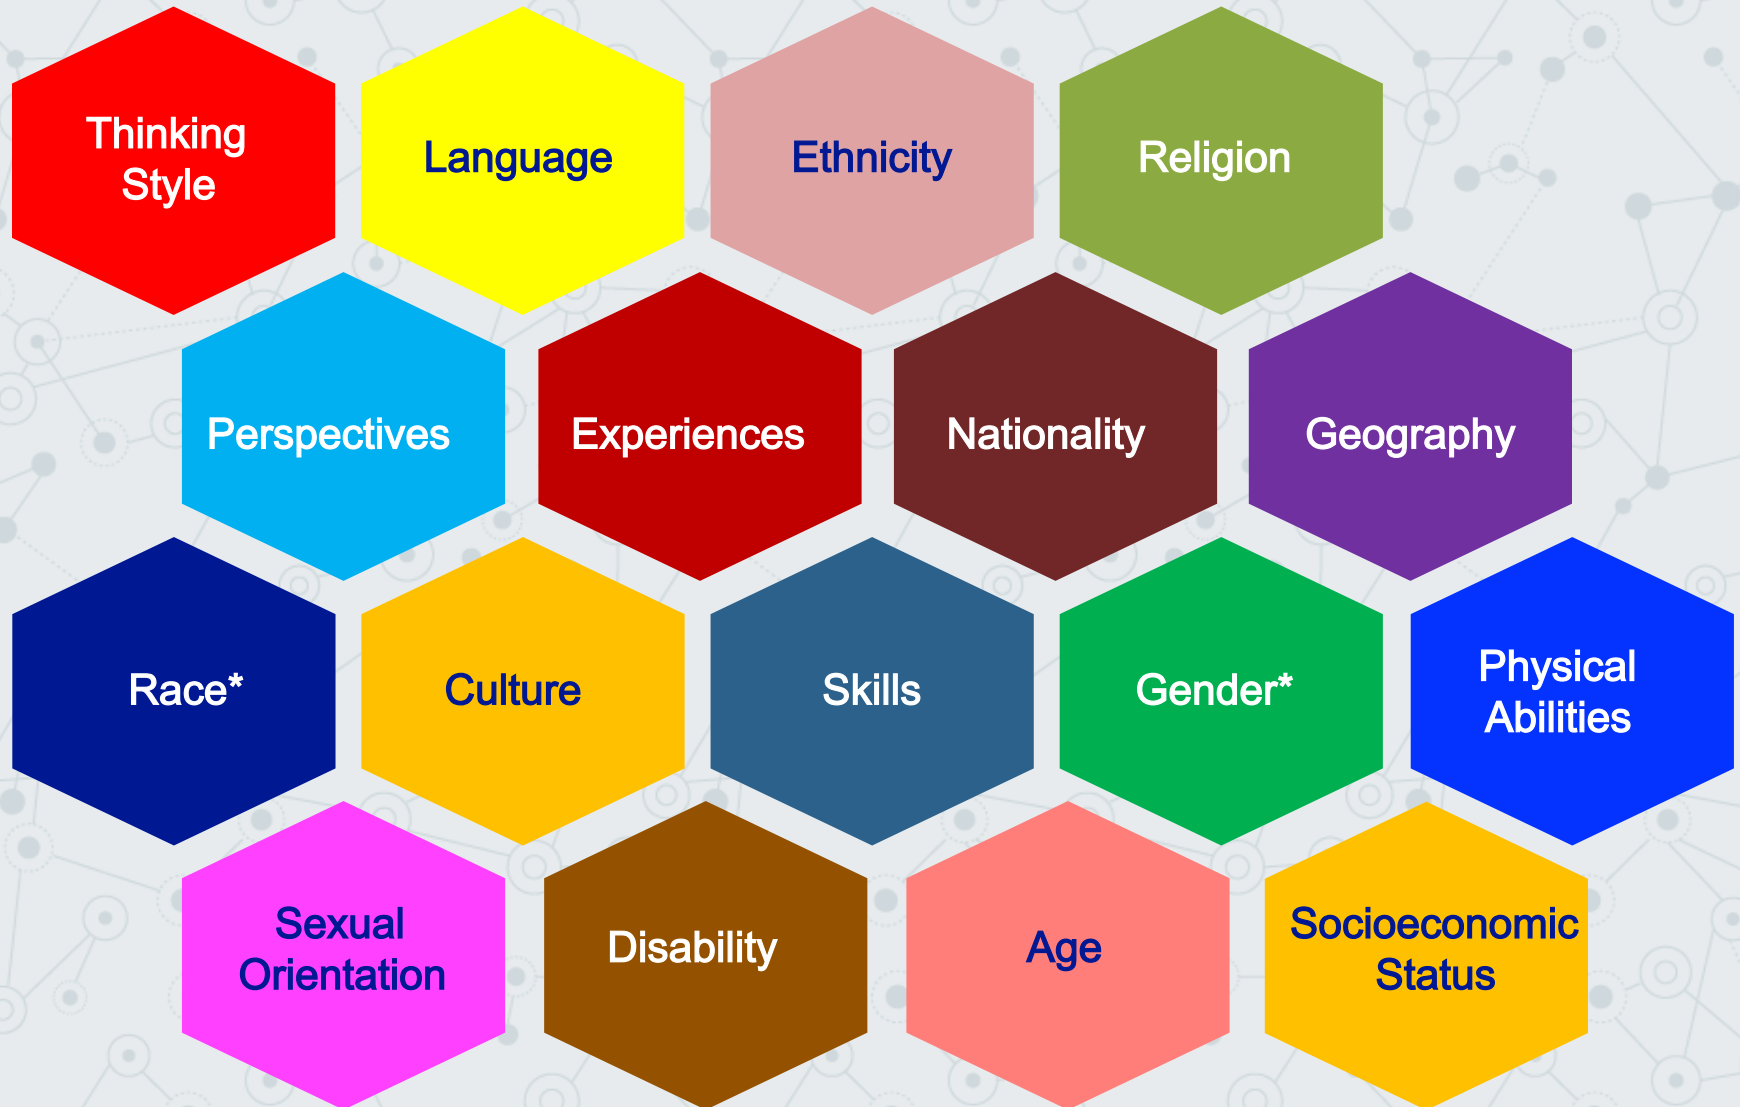 Thinking
Style
Language
Ethnicity
Religion
Perspectives
Experiences
Nationality
Geography
Race*
Culture
Skills
Gender*
Physical
Abilities
Sexual
Orientation
Disability
Age
Socioeconomic
Status